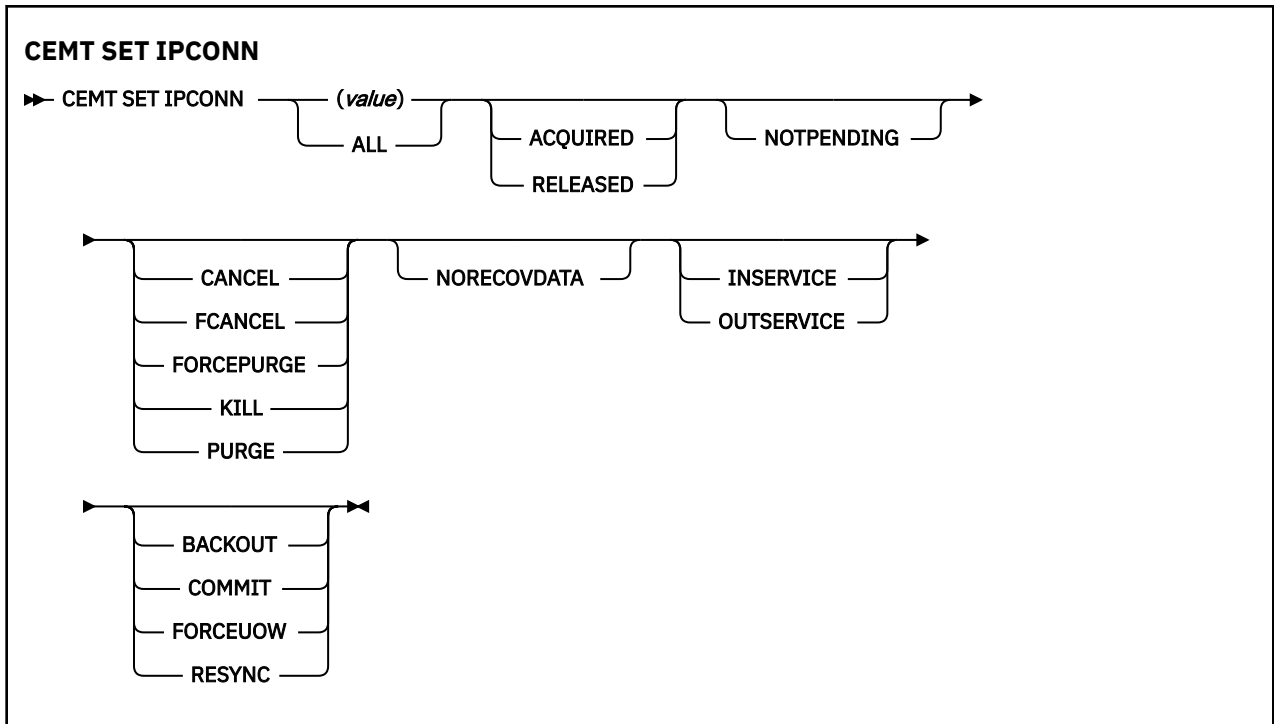 CEMT SET IPCONN
CEMT SET IPCONN (value) ACQUIRED NOTPENDING
ALL RELEASED
CANCEL NORECOVDATA INSERVICE
FCANCEL OUTSERVICE
FORCEPURGE
KILL
PURGE
BACKOUT
COMMIT
FORCEUOW
RESYNC